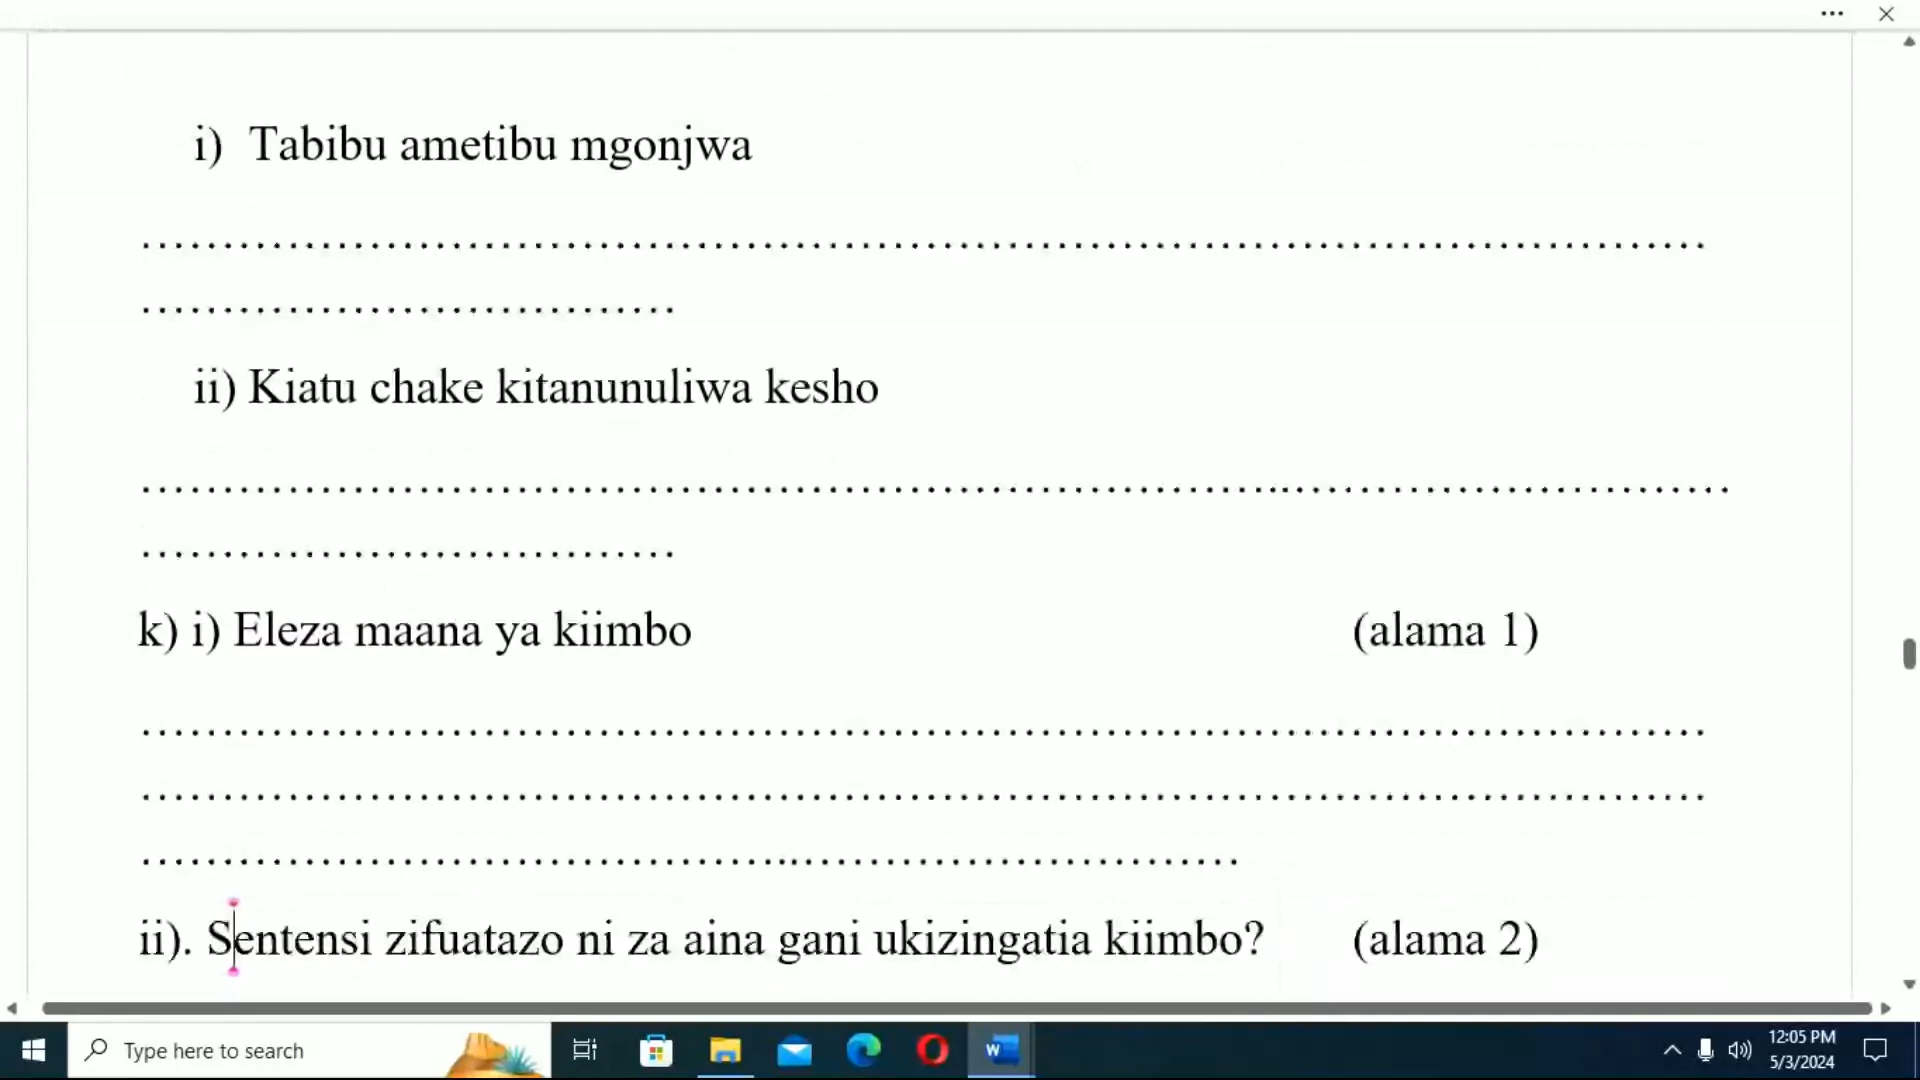 i) Tabibu ametibu mgonjwa
……………………………………………………………………………………
……………………………
ii) Kiatu chake kitanunuliwa kesho
……………………………………………………………..………………………
……………………………
k) i) Eleza maana ya kiimbo (alama 1)
……………………………………………………………………………………
……………………………………………………………………………………
…………………………………..………………………
ii). Sentensi zifuatazo ni za aina gani ukizingatia kiimbo? (alama 2)
Type here to search
12:05 PM
5/3/2024